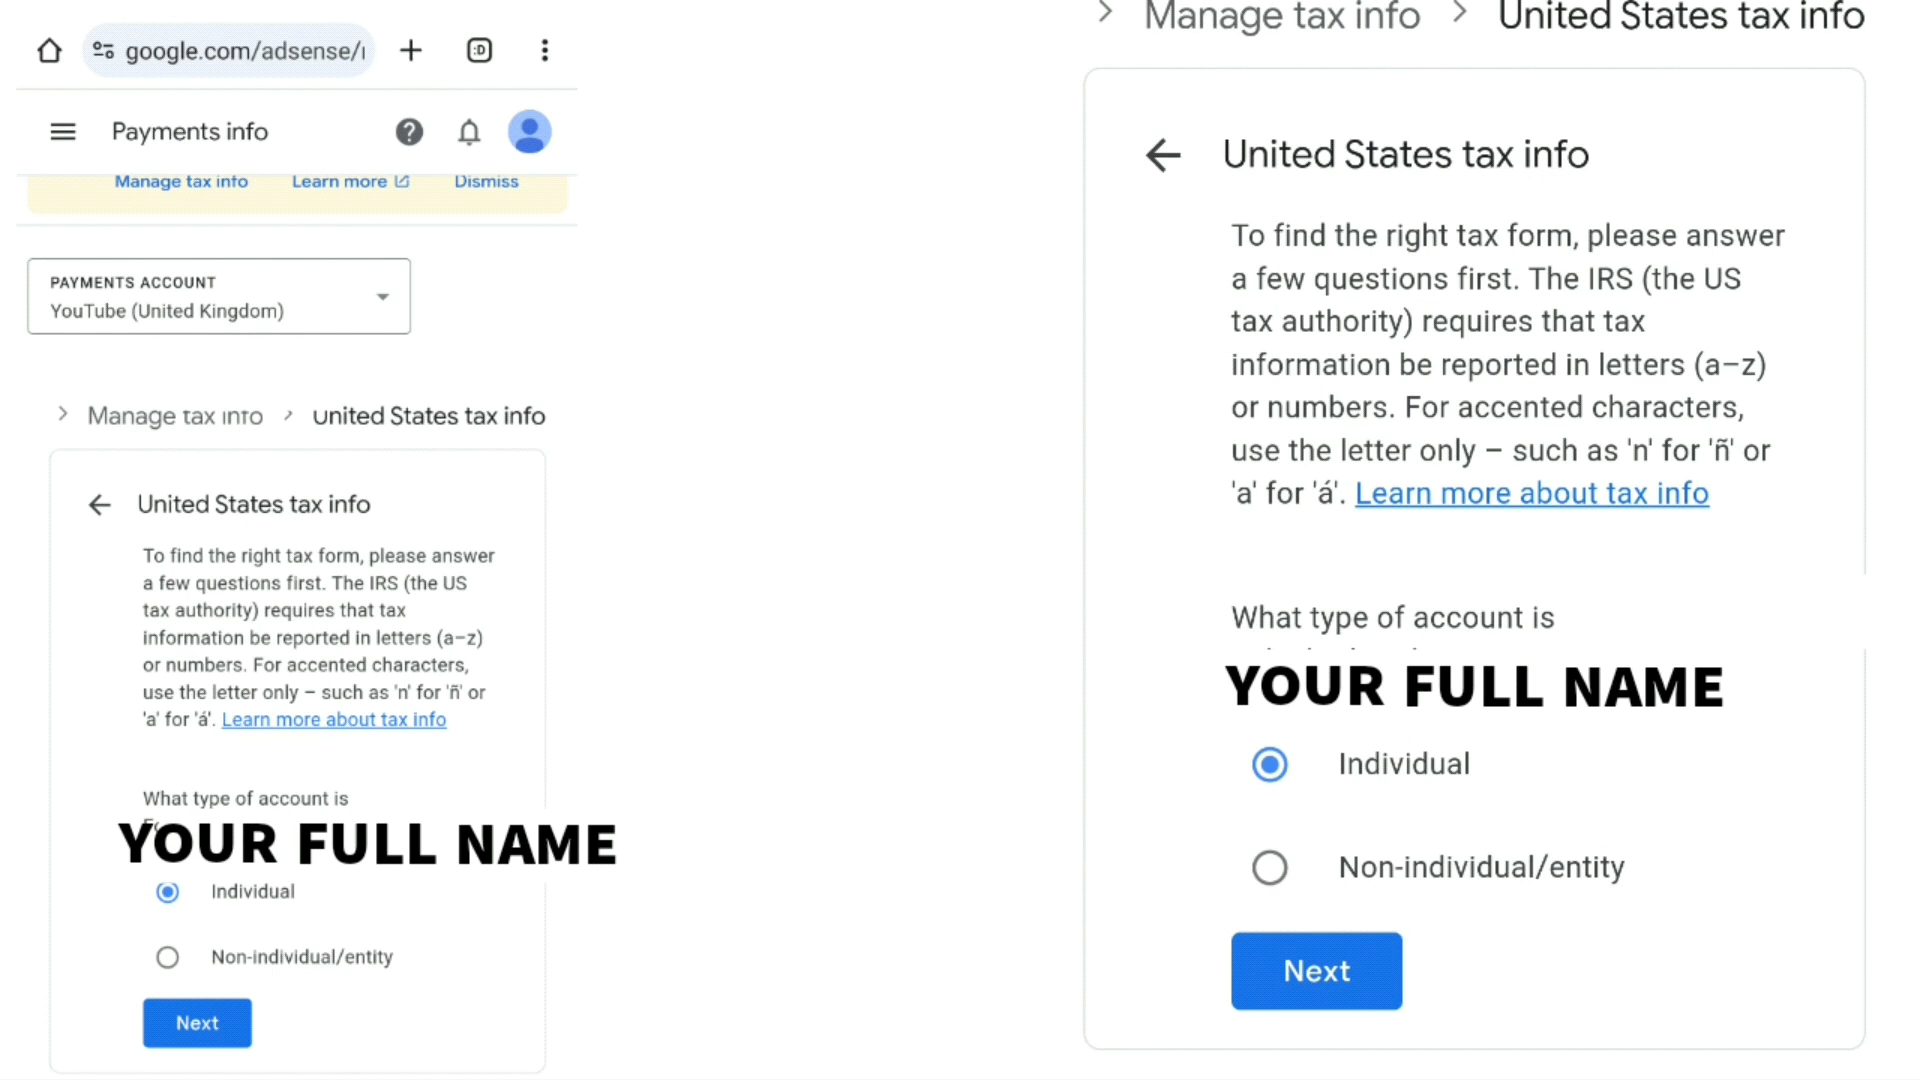 google.com/adsense/
Payments info
Manage tax info Learn more Dismiss
PAYMENTS ACCOUNT
YouTube (United Kingdom)
> Manage tax info > United States tax info
United States tax info
To find the right tax form, please answer
a few questions first. The IRS (the US
tax authority) requires that tax
information be reported in letters (a–z)
or numbers. For accented characters,
use the letter only – such as 'n' for 'ñ' or
'a' for 'á'. Learn more about tax info
What type of account is
YOUR FULL NAME
Individual
Non-individual/entity
Next
> Manage tax info > United States tax info
United States tax info
To find the right tax form, please answer
a few questions first. The IRS (the US
tax authority) requires that tax
information be reported in letters (a–z)
or numbers. For accented characters,
use the letter only – such as 'n' for 'ñ' or
'a' for 'á'. Learn more about tax info
What type of account is
YOUR FULL NAME
Individual
Non-individual/entity
Next